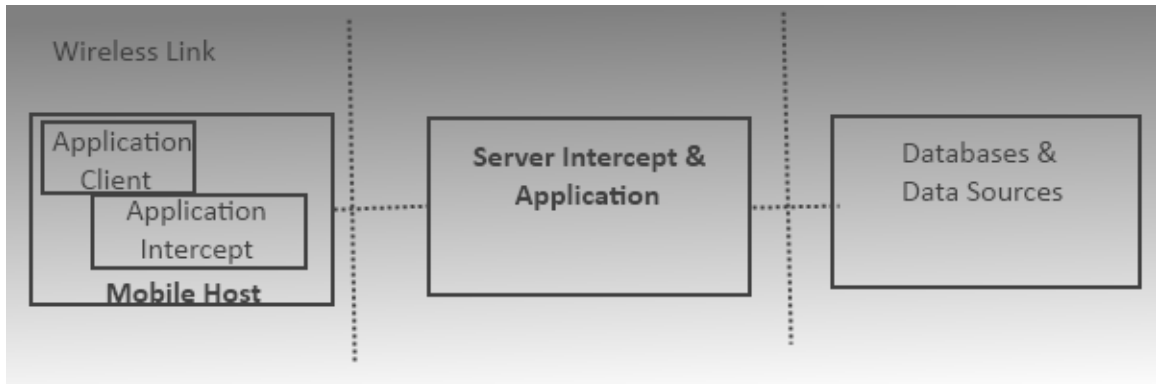 Wireless Link
Application
Client
Application
Intercept
Mobile Host
Server Intercept &
Application
Databases &
Data Sources